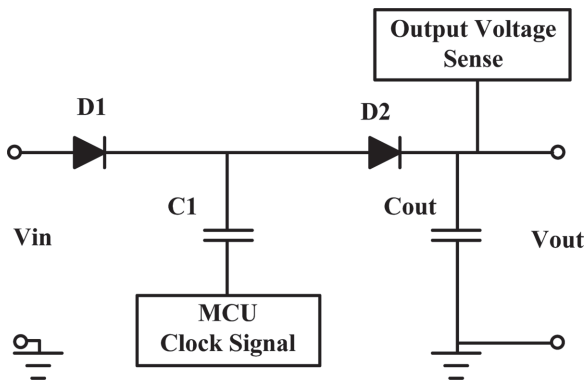 Output Voltage
Sense
D1
D2
C1
Cout
Vin
Vout
MCU
Clock Signal